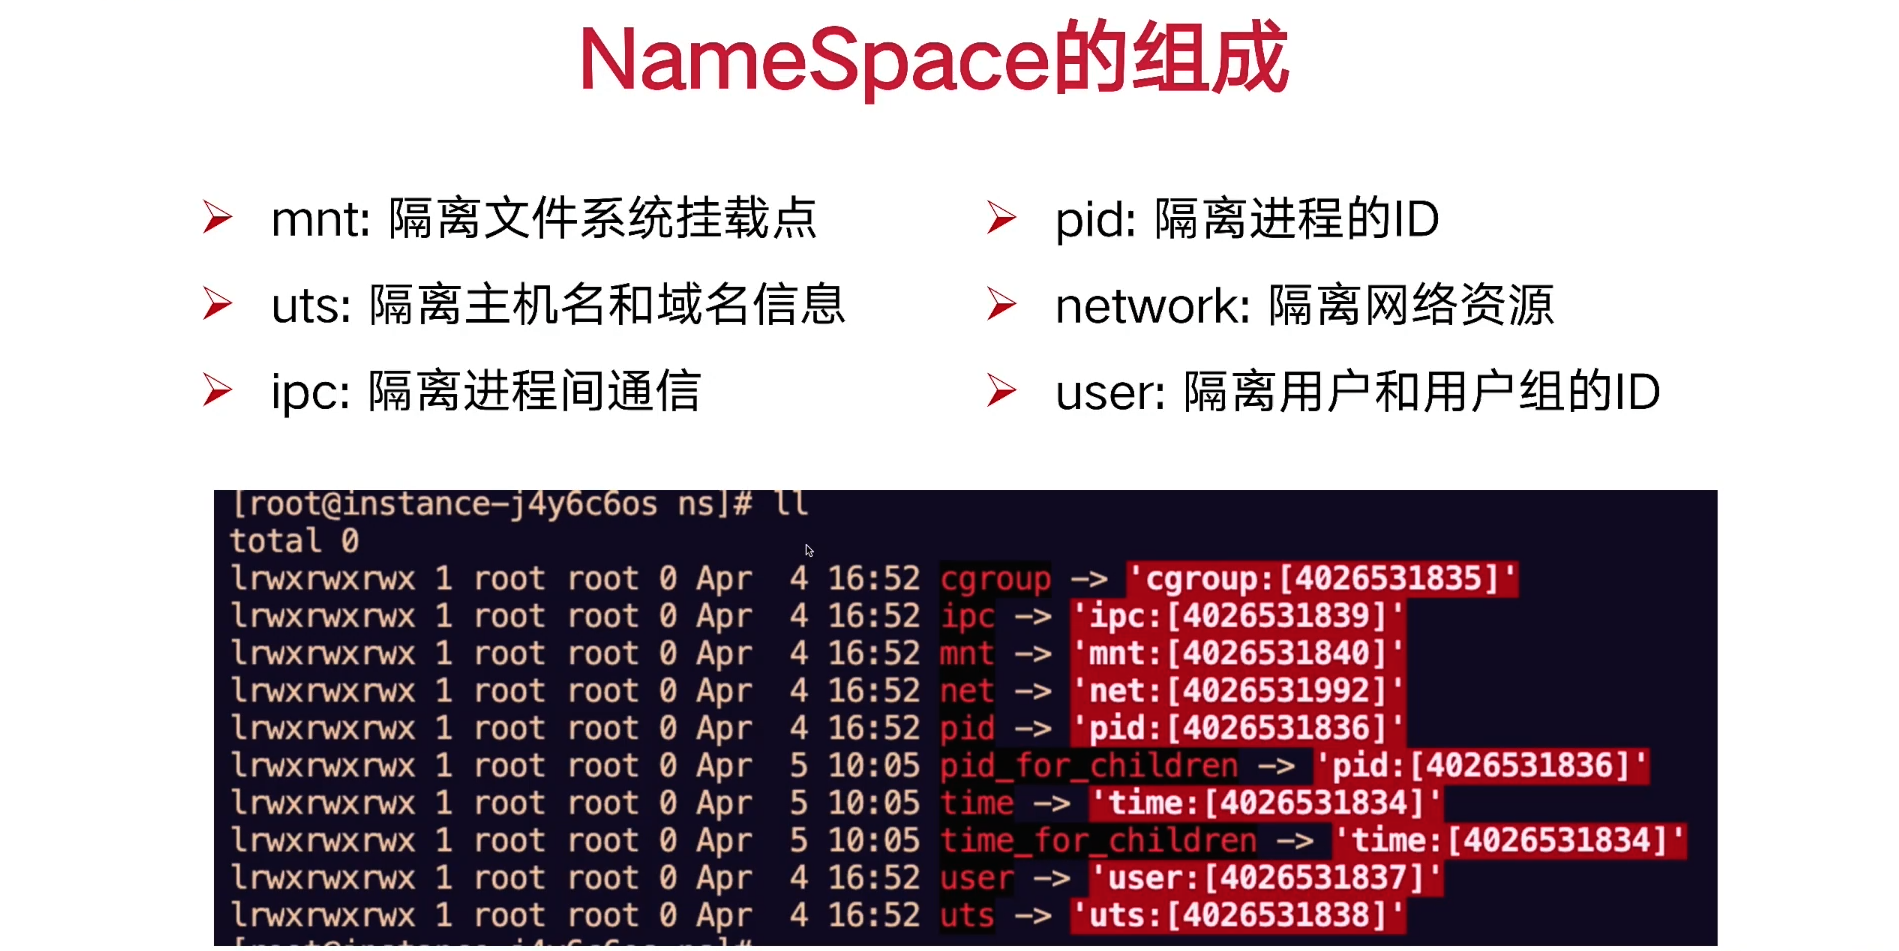 NameSpace的组成
mnt: 隔离文件系统挂载点
uts: 隔离主机名和域名信息
ipc: 隔离进程间通信
pid: 隔离进程的ID
network: 隔离网络资源
user: 隔离用户和用户组的ID
[root@instance-j4y6c6os ns]# ll
total 0
lrwxrwxrwx 1 root root 0 Apr  4 16:52 cgroup -> 'cgroup:[4026531835]'
lrwxrwxrwx 1 root root 0 Apr  4 16:52 ipc -> 'ipc:[4026531839]'
lrwxrwxrwx 1 root root 0 Apr  4 16:52 mnt -> 'mnt:[4026531840]'
lrwxrwxrwx 1 root root 0 Apr  4 16:52 net -> 'net:[4026531992]'
lrwxrwxrwx 1 root root 0 Apr  4 16:52 pid -> 'pid:[4026531836]'
lrwxrwxrwx 1 root root 0 Apr  5 10:05 pid_for_children -> 'pid:[4026531836]'
lrwxrwxrwx 1 root root 0 Apr  5 10:05 time -> 'time:[4026531834]'
lrwxrwxrwx 1 root root 0 Apr  5 10:05 time_for_children -> 'time:[4026531834]'
lrwxrwxrwx 1 root root 0 Apr  4 16:52 user -> 'user:[4026531837]'
lrwxrwxrwx 1 root root 0 Apr  4 16:52 uts -> 'uts:[4026531838]'
[root@instance-j4y6c6os ns]#